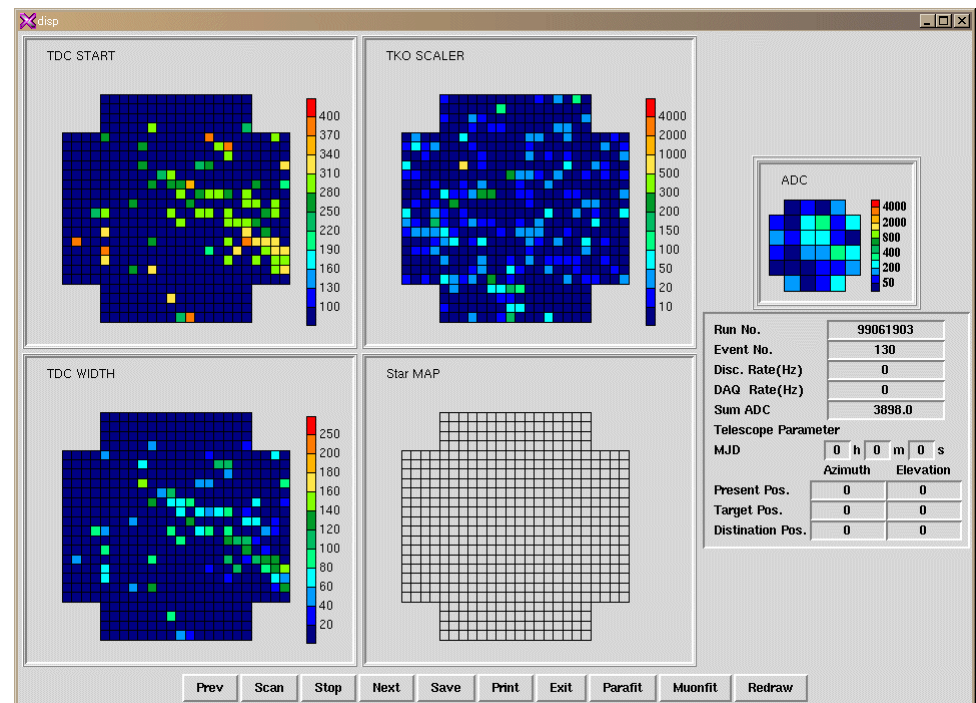 disp
TDC START
400
370
340
310
280
250
220
190
160
130
100
TKO SCALER
4000
2000
1000
500
300
200
150
100
50
20
10
ADC
4000
2000
800
400
200
50
Run No. 99061903
Event No. 130
Disc. Rate(Hz) 0
DAQ Rate(Hz) 0
Sum ADC 3898.0
Telescope Parameter
MJD 0 h 0 m 0 s
Azimuth Elevation
Present Pos. 0 0
Target Pos. 0 0
Distination Pos. 0 0
TDC WIDTH
250
200
180
160
140
120
100
80
60
40
20
Star MAP
Prev Scan Stop Next Save Print Exit Parafit Muonfit Redraw